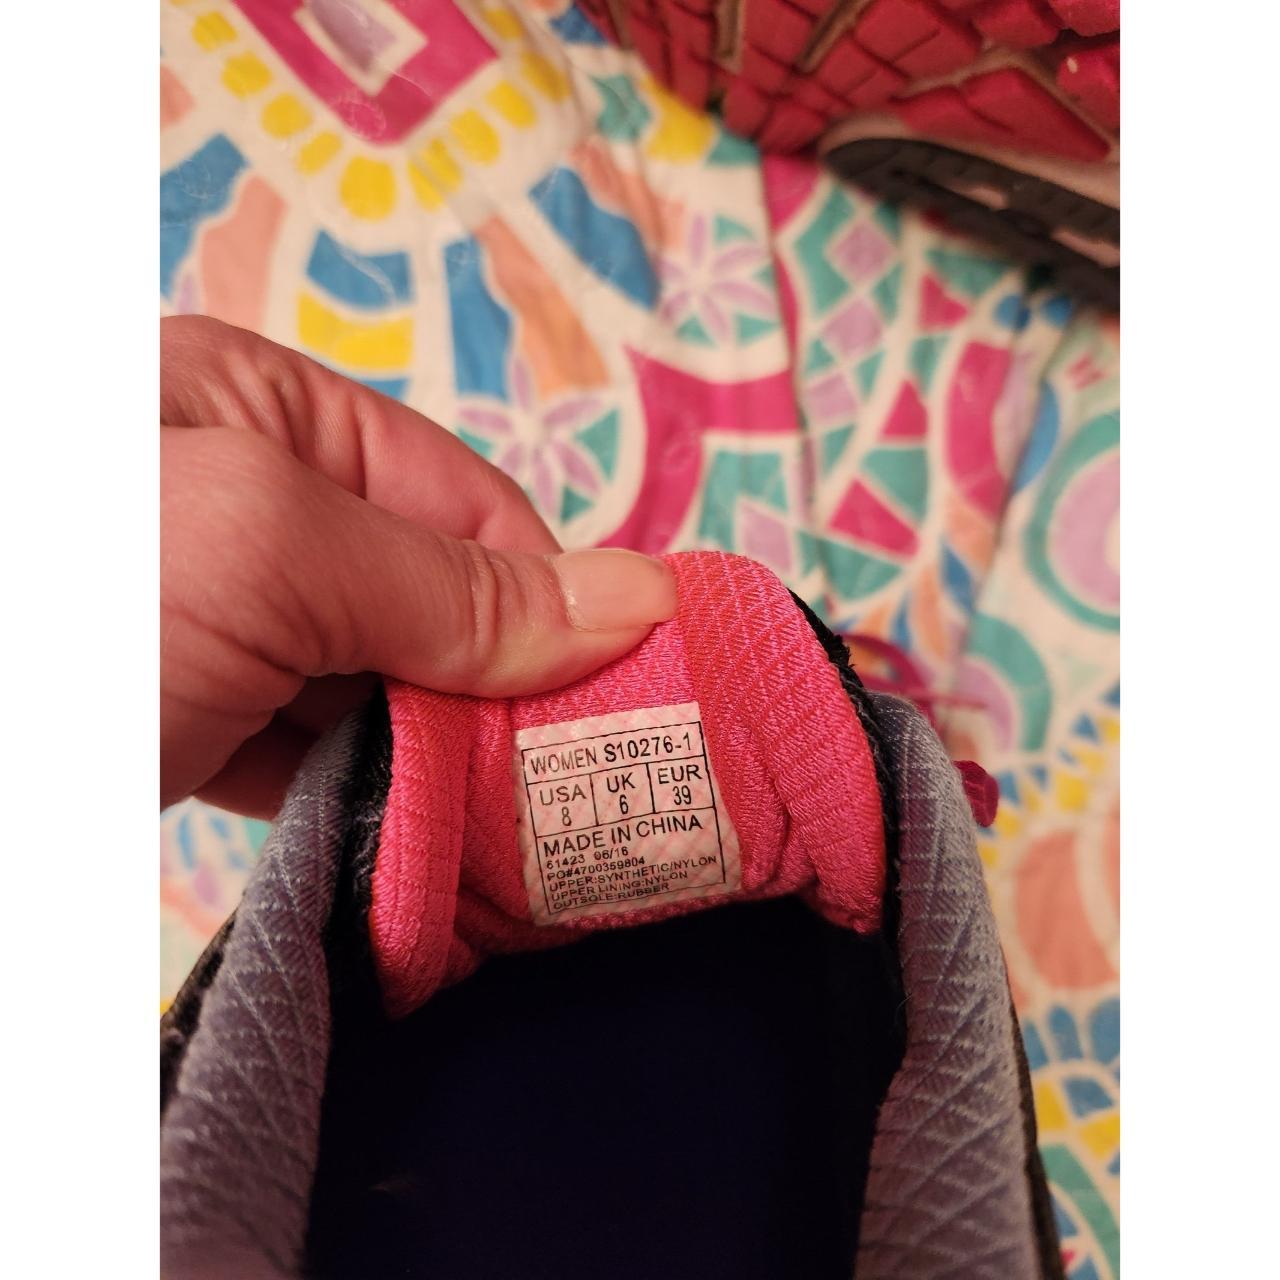 WOMEN S10276-1
USA UK EUR
8 6 39
MADE IN CHINA
61423 06/16
PO#4700359804
UPPER:SYNTHETIC/NYLON
UPPER LINING:NYLON
OUTSOLE:RUBBER